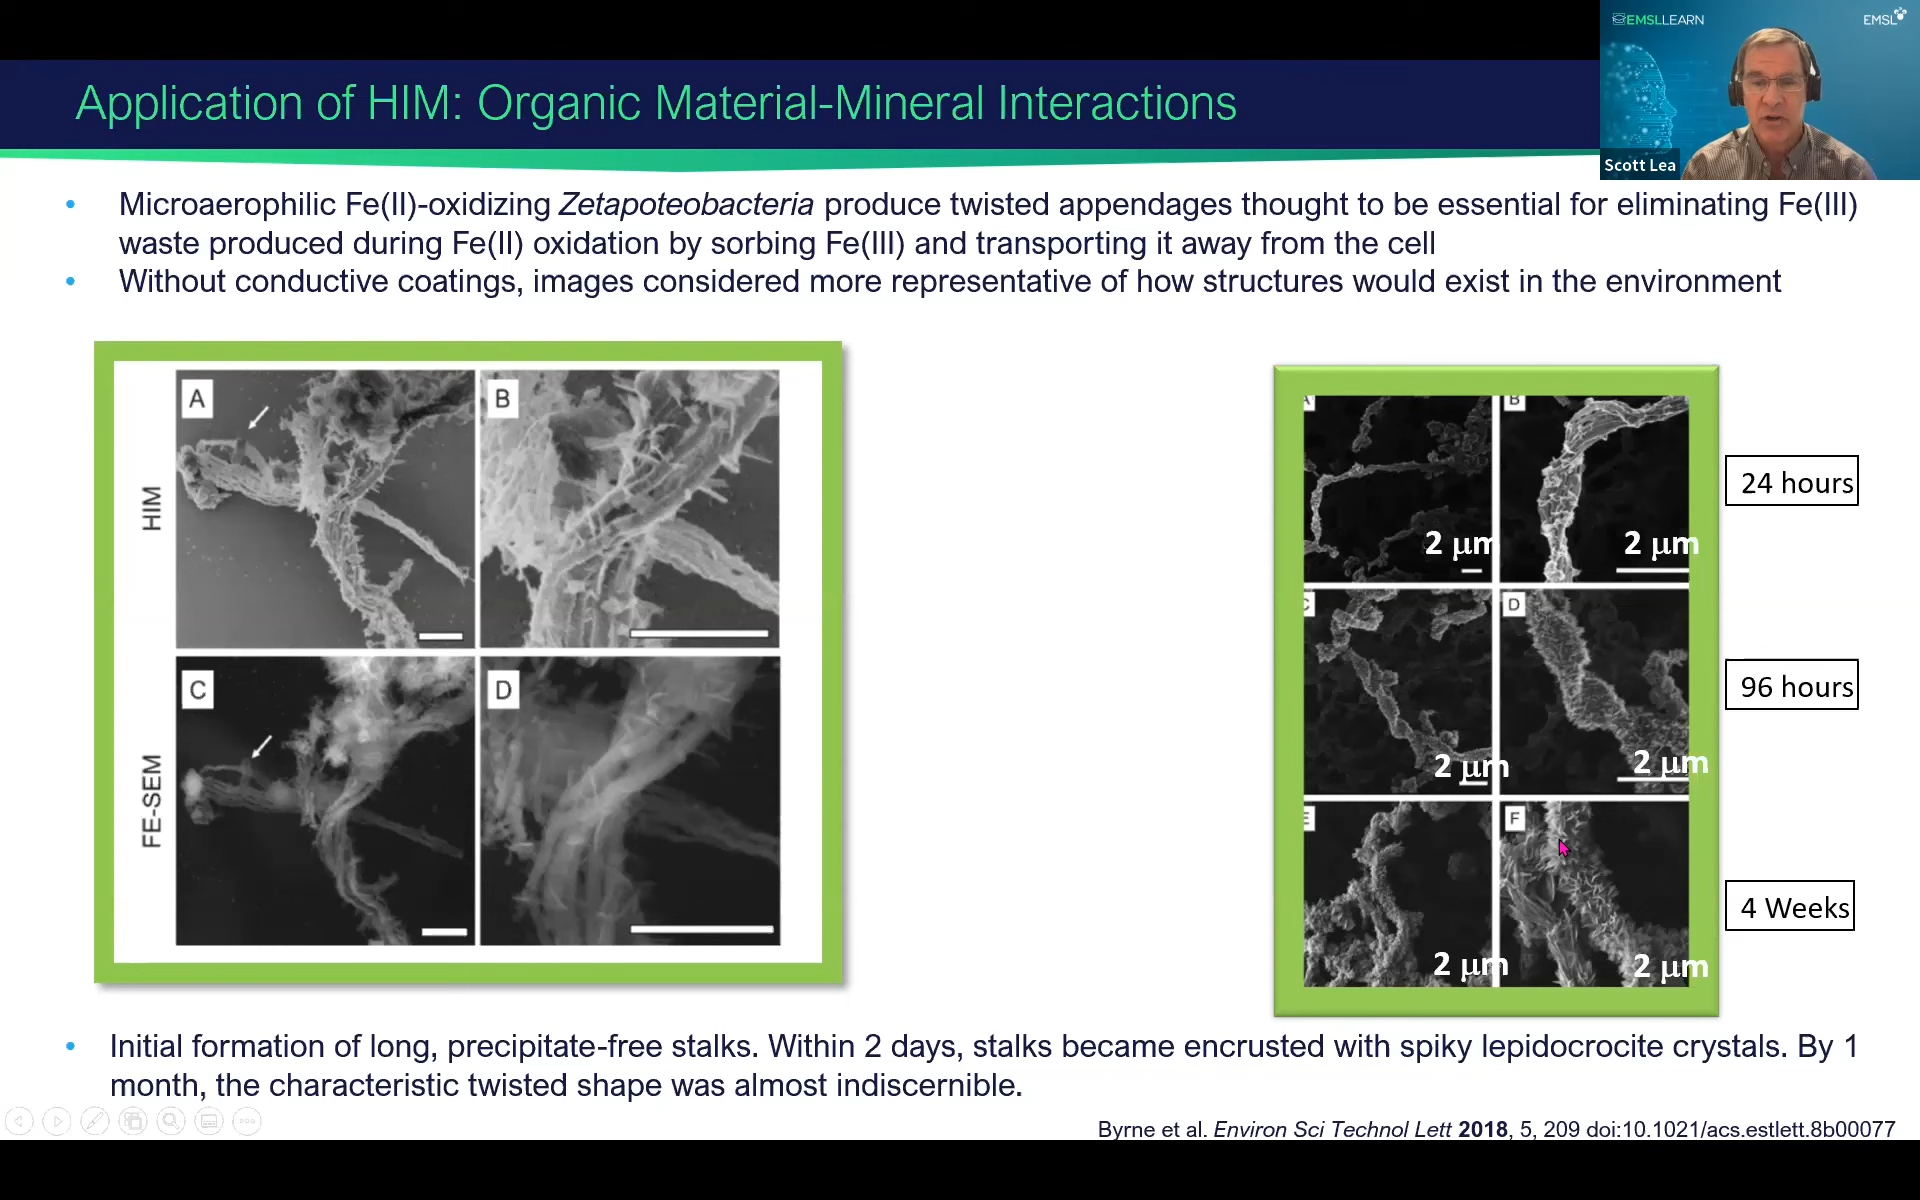 EMSLLEARN
EMSL
Scott Lea
Application of HIM: Organic Material-Mineral Interactions
• Microaerophilic Fe(II)-oxidizing Zetapoteobacteria produce twisted appendages thought to be essential for eliminating Fe(III)
waste produced during Fe(II) oxidation by sorbing Fe(III) and transporting it away from the cell
• Without conductive coatings, images considered more representative of how structures would exist in the environment
HIM
A
B
FE-SEM
C
D
A
B
2 μm
2 μm
24 hours
C
D
2 μm
2 μm
96 hours
E
F
2 μm
2 μm
4 Weeks
• Initial formation of long, precipitate-free stalks. Within 2 days, stalks became encrusted with spiky lepidocrocite crystals. By 1
month, the characteristic twisted shape was almost indiscernible.
Byrne et al. Environ Sci Technol Lett 2018, 5, 209 doi:10.1021/acs.estlett.8b00077